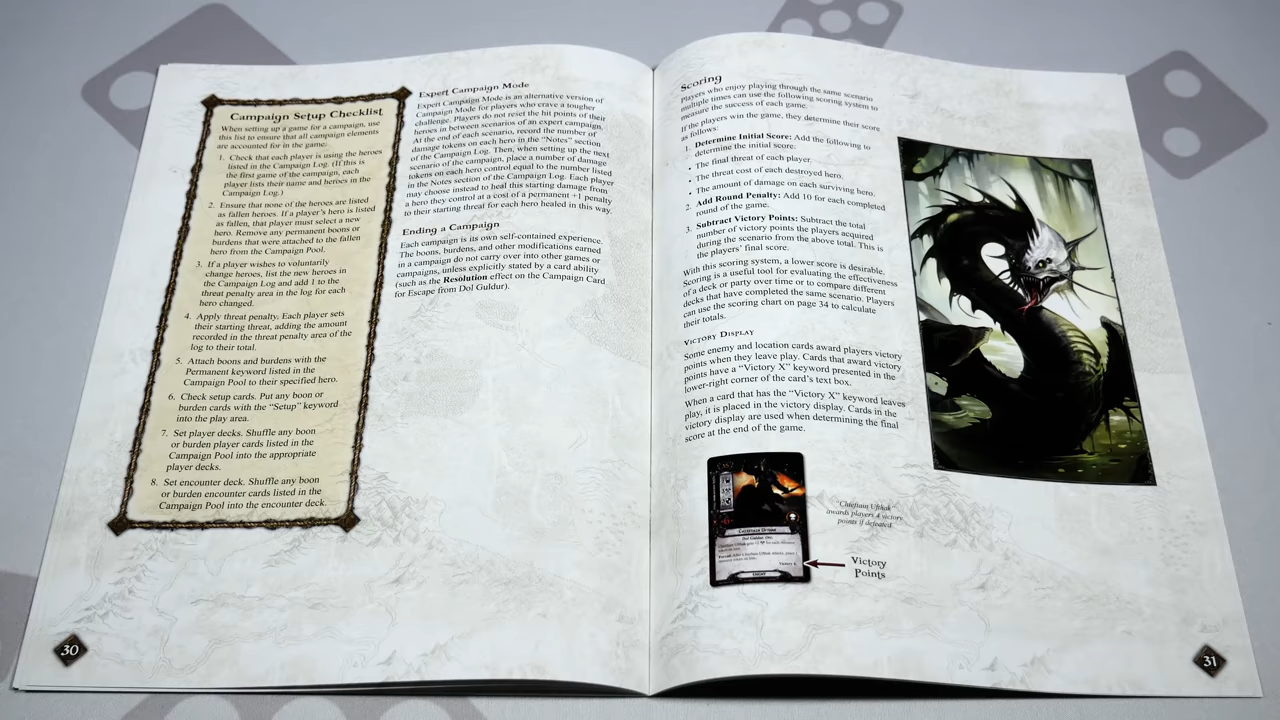 Campaign Setup Checklist
When setting up a game for a campaign, use
this list to ensure that all campaign elements
are accounted for in the game:
1. Check that each player is using the heroes
listed in the Campaign Log. (If this is
the first game of the campaign, each
player lists their name and heroes in the
Campaign Log.)
2. Ensure that none of the heroes are listed
as fallen heroes. If a player's hero is listed
as fallen, that player must select a new
hero. Remove any permanent boons or
burdens that were attached to the fallen
hero from the Campaign Pool.
3. If a player wishes to voluntarily
change heroes, list the new heroes in
the Campaign Log and add 1 to the
threat penalty area in the log for each
hero changed.
4. Apply threat penalty. Each player sets
their starting threat, adding the amount
recorded in the threat penalty area of the
log to their total.
5. Attach boons and burdens with the
Permanent keyword listed in the
Campaign Pool to their specified hero.
6. Check setup cards. Put any boon or
burden cards with the “Setup” keyword
into the play area.
7. Set player decks. Shuffle any boon
or burden player cards listed in the
Campaign Pool into the appropriate
player decks.
8. Set encounter deck. Shuffle any boon
or burden encounter cards listed in the
Campaign Pool into the encounter deck.
30
Expert Campaign Mode
Expert Campaign Mode is an alternative version of
Campaign Mode for players who crave a tougher
challenge. Players do not reset the hit points of their
heroes in between scenarios of an expert campaign.
At the end of each scenario, record the number of
damage tokens on each hero in the “Notes” section
of the Campaign Log. Then, when setting up the next
scenario of the campaign, place a number of damage
tokens on each hero control equal to the number listed
in the Notes section of the Campaign Log. Each player
may choose instead to heal this starting damage from
a hero they control at a cost of a permanent +1 penalty
to their starting threat for each hero healed in this way.
Ending a Campaign
Each campaign is its own self-contained experience.
The boons, burdens, and other modifications earned
in a campaign do not carry over into other games or
campaigns, unless explicitly stated by a card ability
(such as the Resolution effect on the Campaign Card
for Escape from Dol Guldur).
Scoring
Players who enjoy playing through the same scenario
multiple times can use the following scoring system to
measure the success of each game.
If the players win the game, they determine their score
as follows:
1. Determine Initial Score: Add the following to
determine the initial score.
• The final threat of each player.
• The threat cost of each destroyed hero.
• The amount of damage on each surviving hero.
2. Add Round Penalty: Add 10 for each completed
round of the game.
3. Subtract Victory Points: Subtract the total
number of victory points the players acquired
during the scenario from the above total. This is
the players' final score.
With this scoring system, a lower score is desirable.
Scoring is a useful tool for evaluating the effectiveness
of a deck or party over time or to compare different
decks that have completed the same scenario. Players
can use the scoring chart on page 34 to calculate
their totals.
Victory Display
Some enemy and location cards award players victory
points when they leave play. Cards that award victory
points have a “Victory X” keyword presented in the
lower-right corner of the card's text box.
When a card that has the “Victory X” keyword leaves
play, it is placed in the victory display. Cards in the
victory display are used when determining the final
score at the end of the game.
Chieftain Ufthak
Dol Guldur. Orc.
Victory 4.
Enemy
“Chieftain Ufthak”
awards players 4 victory
points if defeated.
Victory
Points
31